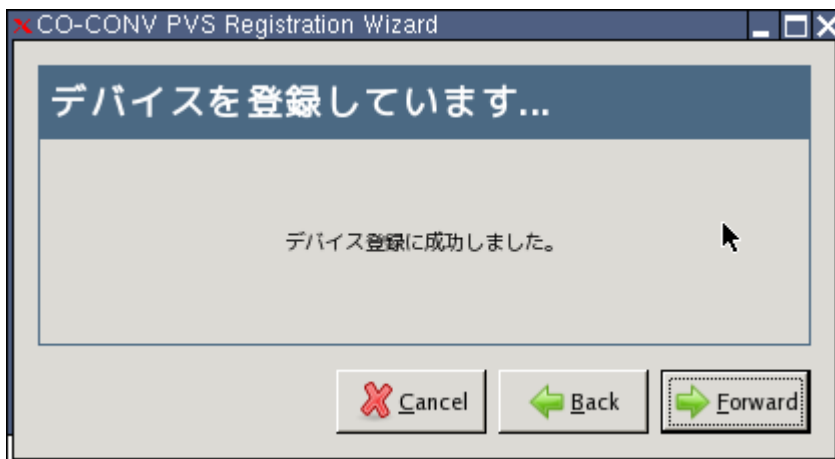 CO-CONV PVS Registration Wizard
デバイスを登録しています...
デバイス登録に成功しました。
Cancel
Back
Forward